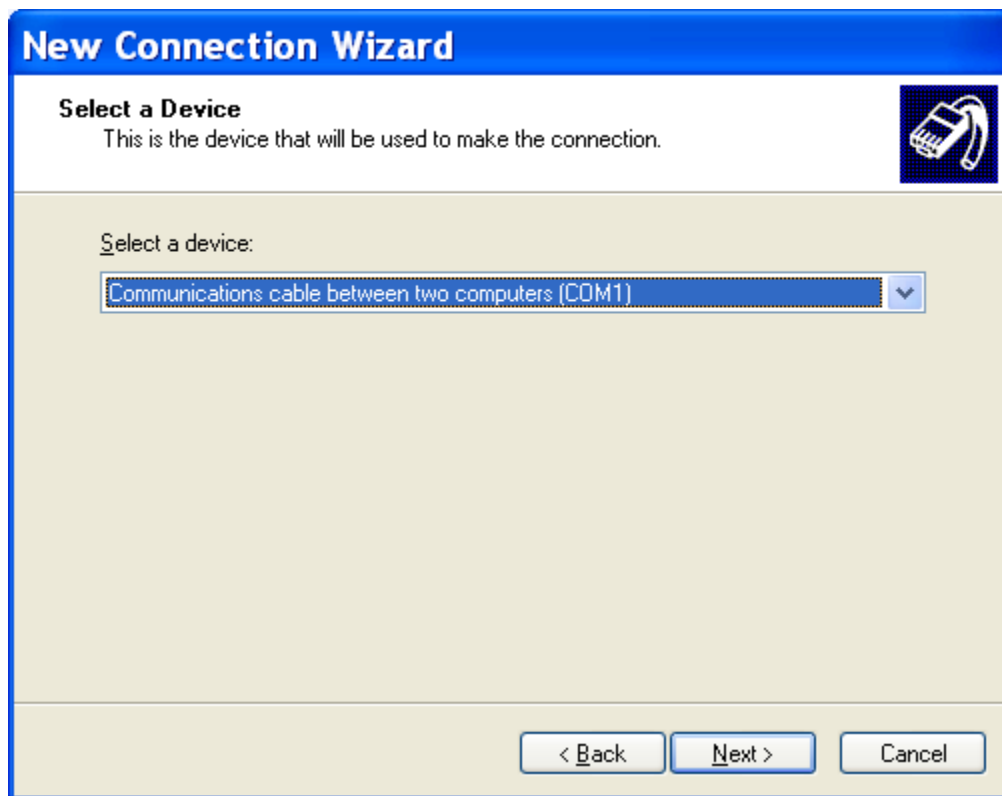 New Connection Wizard
Select a Device
This is the device that will be used to make the connection.
Select a device:
Communications cable between two computers (COM1)
< Back
Next >
Cancel